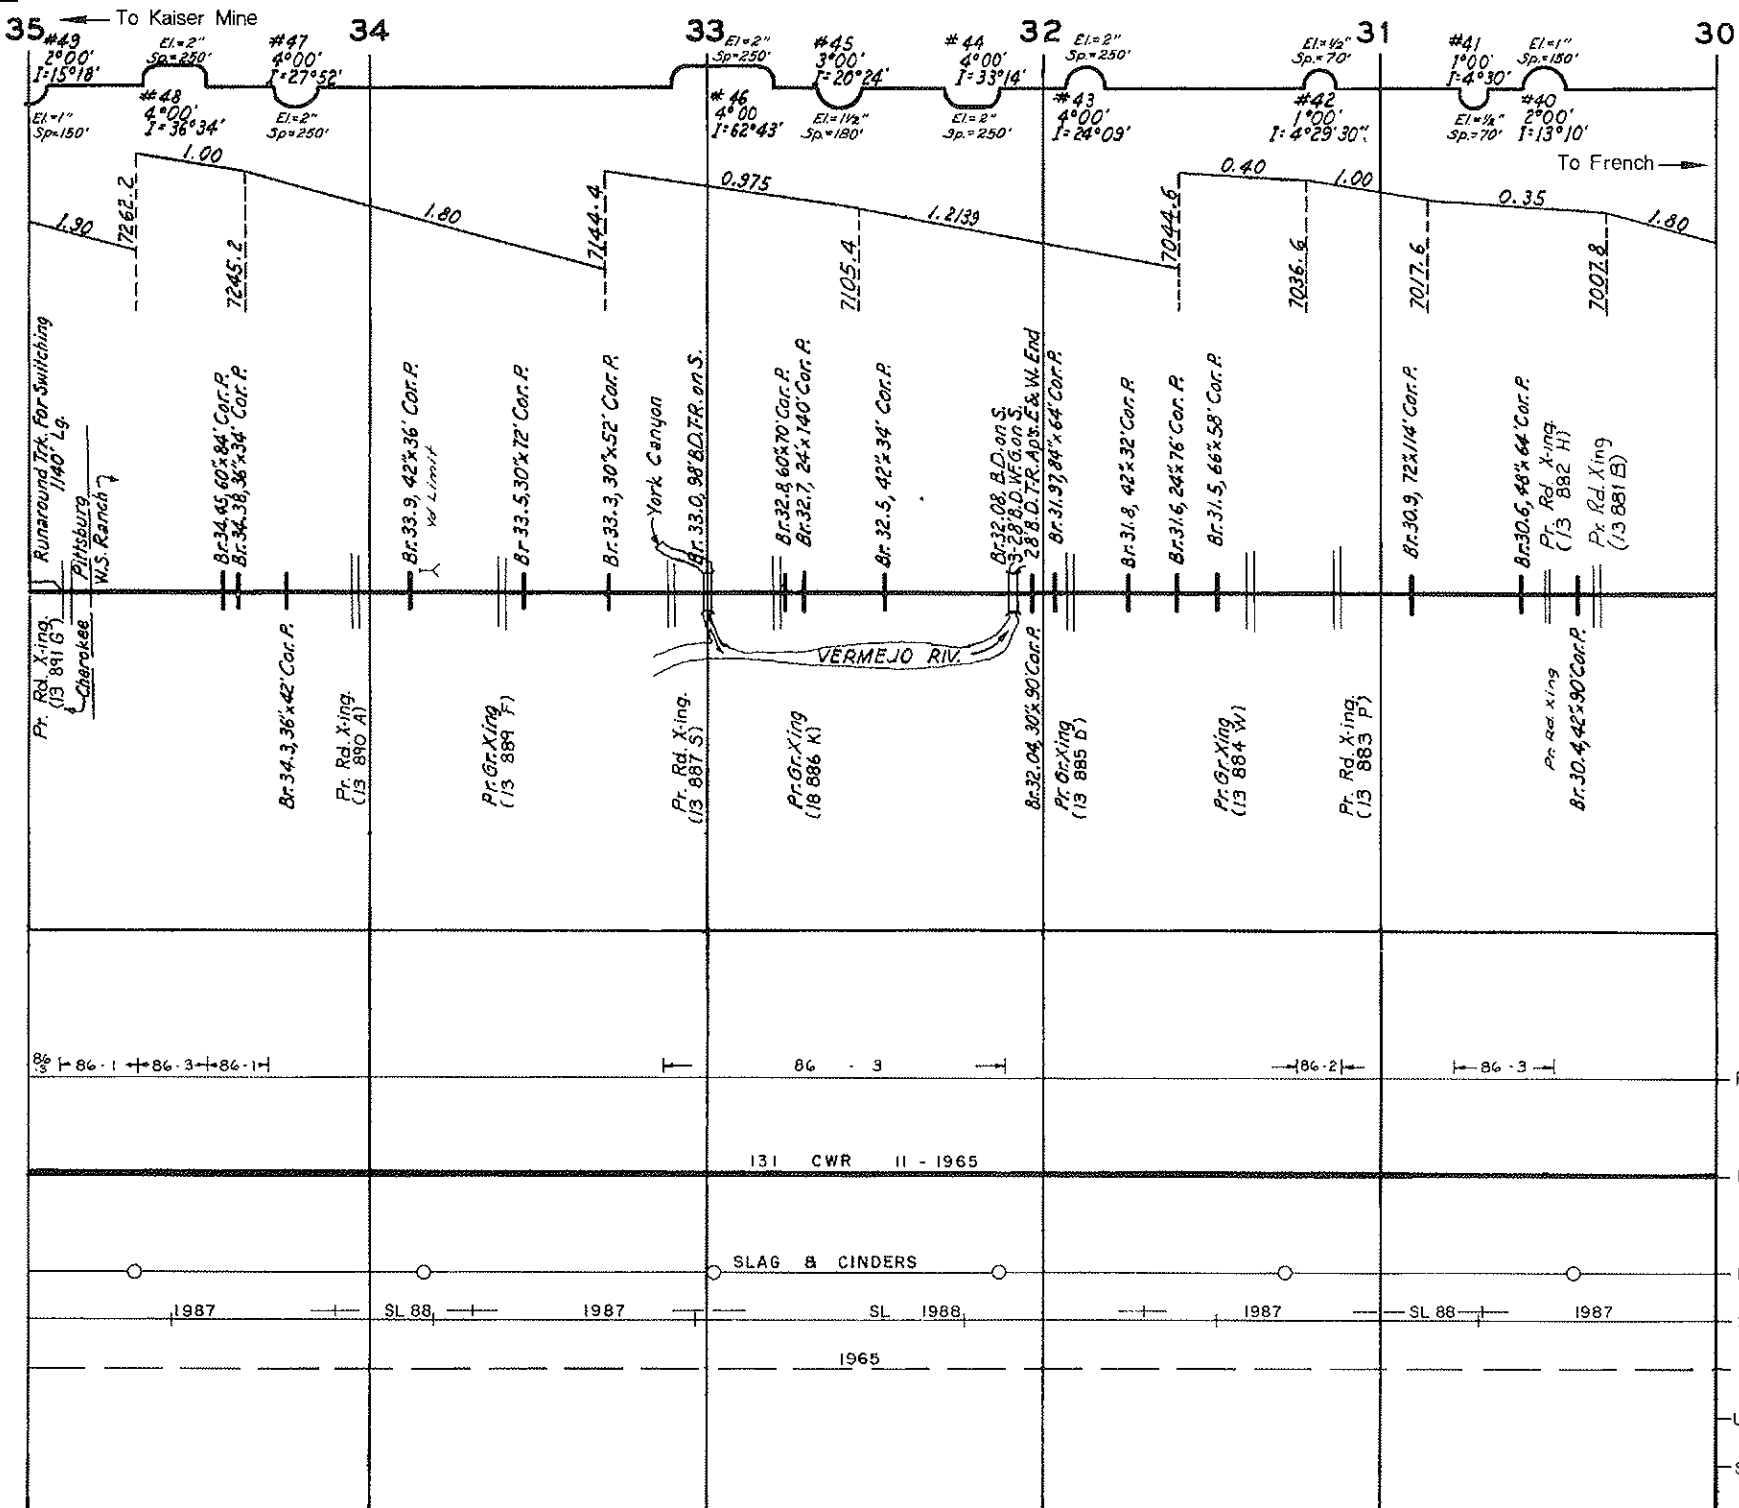 To Kaiser Mine
35
34
33
32
31
30
#49
2°00'
I=15°18'
El.=1"
Sp=150'
El.=2"
Sp.=250'
#48
4°00'
I=36°34'
#47
4°00'
I=27°52'
El.=2"
Sp=250'
El=2"
Sp=250'
#46
4°00
I=62°43'
#45
3°00'
I=20°24'
El=1½"
Sp.=180'
#44
4°00'
I=33°14'
El.=2"
Sp.=250'
El.=2"
Sp.=250'
#43
4°00'
I=24°09'
El.=½"
Sp.=70'
#42
1°00'
I=4°29'30"
#41
1°00'
I=4°30'
El=½"
Sp.=70'
El=1"
Sp=150'
#40
2°00'
I=13°10'
To French
1.90
1.00
1.80
0.975
1.2139
0.40
1.00
0.35
1.80
7262.2
7245.2
7144.4
7105.4
7044.6
7036.6
7017.6
7007.8
Runaround Trk. For Switching
1140' Lg.
Pittsburg
W.S. Ranch
Br.34.45, 60"x84' Cor. P.
Br.34.38, 36"x34' Cor. P.
Br.33.9, 42"x36' Cor. P.
Yd Limit
Br.33.5, 30"x72' Cor. P.
Br.33.3, 30"x52' Cor. P.
York Canyon
Br.33.0, 98' B.D.T.R. on S.
Br.32.8, 60"x70' Cor. P.
Br.32.7, 24"x140' Cor. P.
Br.32.5, 42"x34' Cor. P.
Br.32.08, B.D. on S.
3-28' B.D.W.F.G. on S.
28' B.D.T.R. Aps. E & W. End
Br.31.97, 84"x64' Cor. P.
Br.31.8, 42"x32' Cor. P.
Br.31.6, 24"x76' Cor. P.
Br.31.5, 66"x58' Cor. P.
Br.30.9, 72"x114' Cor. P.
Br.30.6, 48"x64' Cor. P.
Pr. Rd. X-ing.
(13 882 H)
Pr. Rd. Xing
(13 881 B)
VERMEJO RIV.
Pr. Rd. X-ing.
(13 891 G)
Cherokee
Br.34.3, 36"x42' Cor. P.
Pr. Rd. X-ing.
(13 890 A)
Pr. Gr. Xing
(13 889 F)
Pr. Rd. X-ing.
(13 887 S)
Pr. Gr. Xing
(18 886 K)
Br.32.04, 30"x90' Cor. P.
Pr. Gr. Xing
(13 885 D)
Pr. Gr. Xing
(13 884 W)
Pr. Rd. X-ing.
(13 883 P)
Pr. Rd. Xing
Br.30.4, 42"x90' Cor. P.
86-3
86-1
86-3
86-1
86-3
86-2
86-3
131 CWR 11-1965
SLAG & CINDERS
1987
SL 88
1987
SL 1988
1987
SL 88
1987
1965